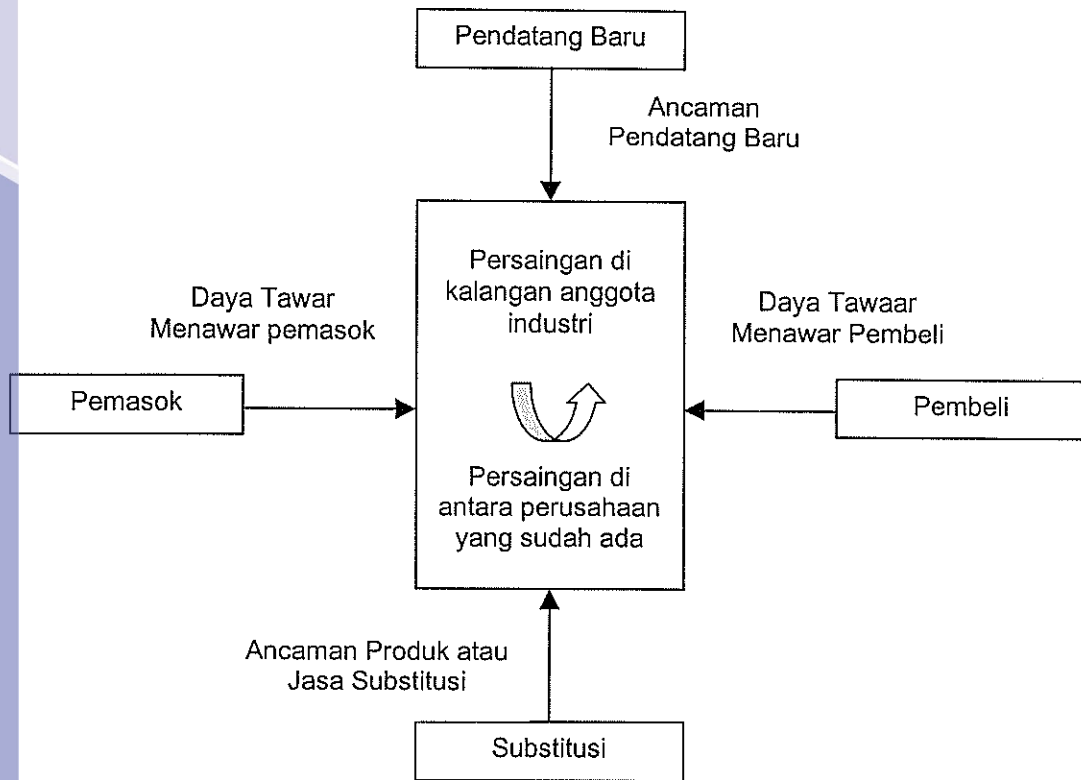 Pendatang Baru
Ancaman
Pendatang Baru
Persaingan di
kalangan anggota
industri
Daya Tawar
Menawar pemasok
Daya Tawaar
Menawar Pembeli
Pemasok
Pembeli
Persaingan di
antara perusahaan
yang sudah ada
Ancaman Produk atau
Jasa Substitusi
Substitusi